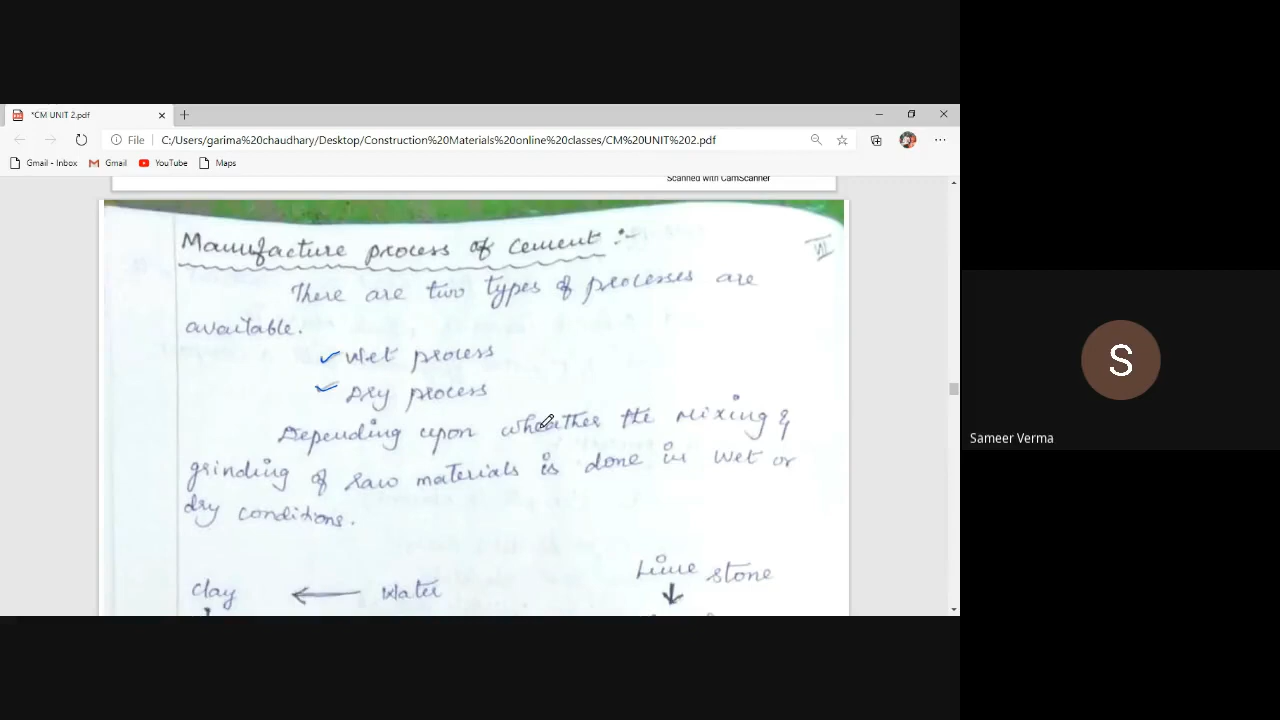 *CM UNIT 2.pdf
File
C:/Users/garima%20chaudhary/Desktop/Construction%20Materials%20online%20classes/CM%20UNIT%202.pdf
Gmail - Inbox
Gmail
YouTube
Maps
Scanned with CamScanner
Manufacture process of cement :-
VI
There are two types of processes are
available.
wet process
Dry process
Depending upon wheather the mixing &
grinding of raw materials is done in wet or
dry conditions.
Clay ← Water
Lime stone
↓
S
Sameer Verma